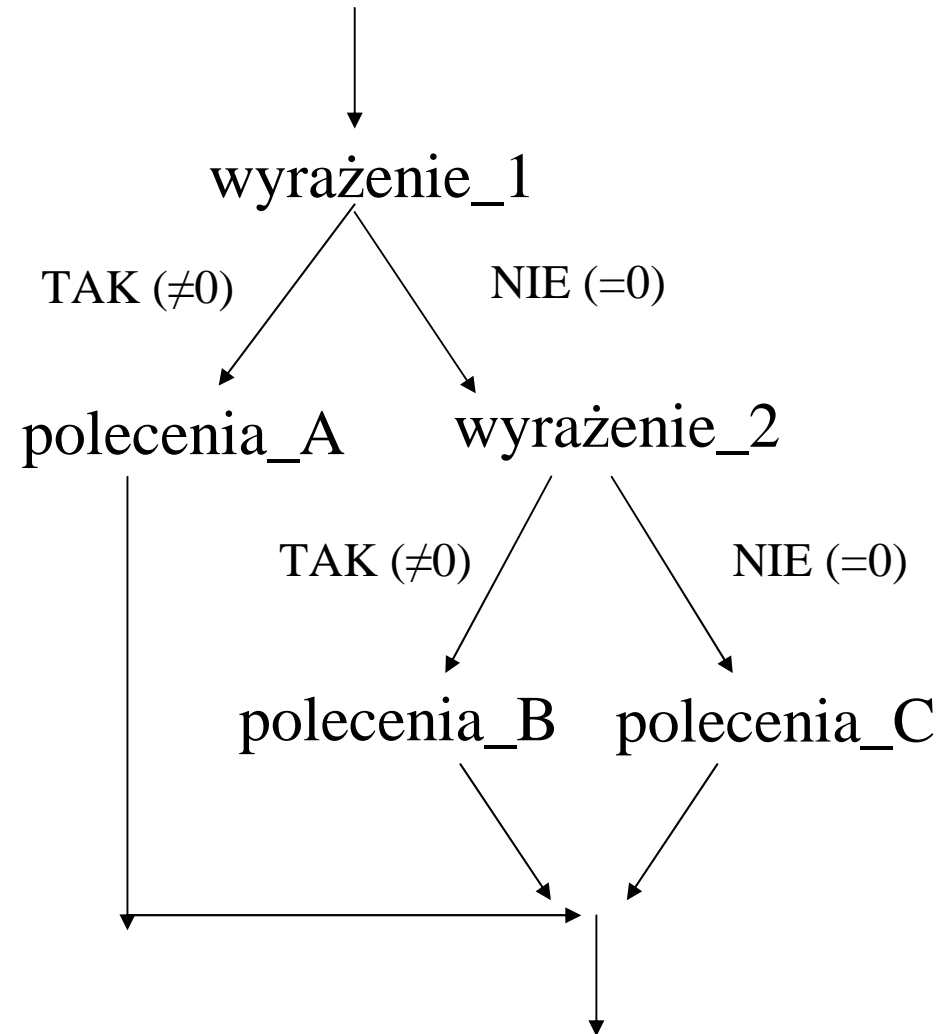 wyrażenie_1
TAK (≠0) NIE (=0)
polecenia_A wyrażenie_2
TAK (≠0) NIE (=0)
polecenia_B polecenia_C